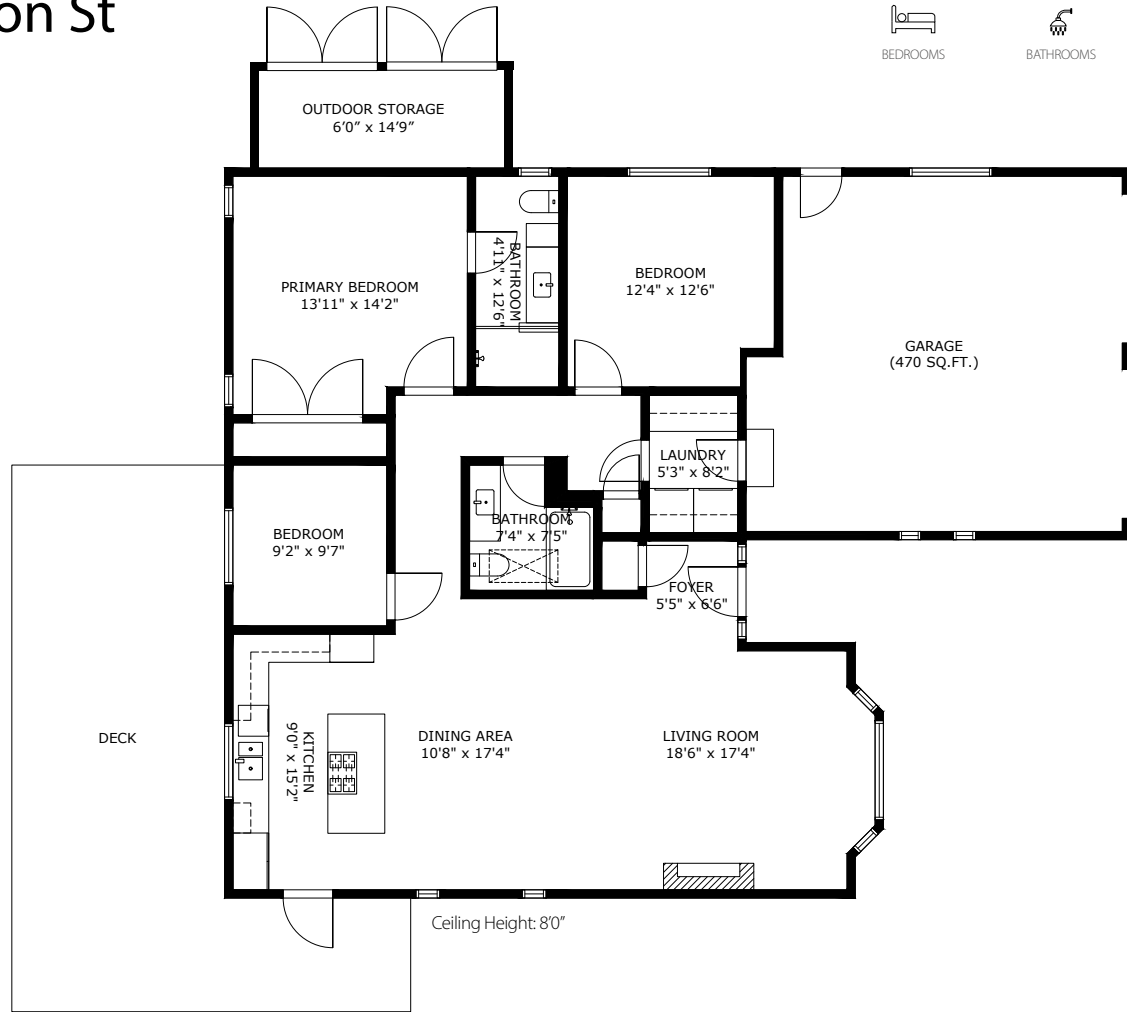 on St
BEDROOMS
BATHROOMS
OUTDOOR STORAGE
6'0" x 14'9"
PRIMARY BEDROOM
13'11" x 14'2"
BATHROOM
4'11" x 12'6"
BEDROOM
12'4" x 12'6"
GARAGE
(470 SQ.FT.)
LAUNDRY
5'3" x 8'2"
BEDROOM
9'2" x 9'7"
BATHROOM
7'4" x 7'5"
FOYER
5'5" x 6'6"
DECK
KITCHEN
9'0" x 15'2"
DINING AREA
10'8" x 17'4"
LIVING ROOM
18'6" x 17'4"
Ceiling Height: 8'0"